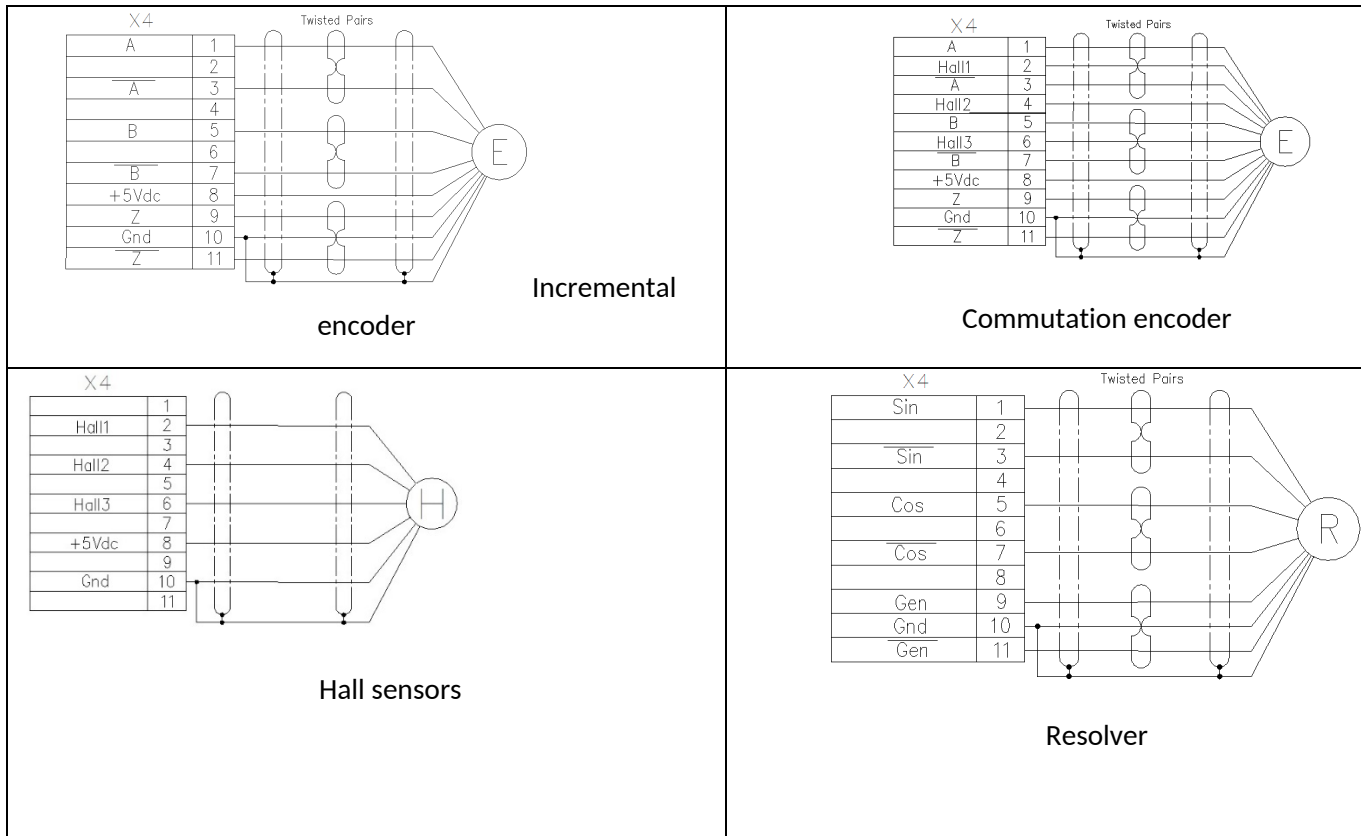 X4 Twisted Pairs
A 1
2
A̅ 3
4
B 5
6
B̅ 7
+5Vdc 8
Z 9
Gnd 10
Z̅ 11
E
Incremental
encoder
X4 Twisted Pairs
A 1
Hall1 2
A̅ 3
Hall2 4
B 5
Hall3 6
B̅ 7
+5Vdc 8
Z 9
Gnd 10
Z̅ 11
E
Commutation encoder
X4
1
Hall1 2
3
Hall2 4
5
Hall3 6
7
+5Vdc 8
9
Gnd 10
11
H
Hall sensors
X4 Twisted Pairs
Sin 1
2
S̅i̅n̅ 3
4
Cos 5
6
C̅o̅s̅ 7
8
Gen 9
Gnd 10
G̅e̅n̅ 11
R
Resolver